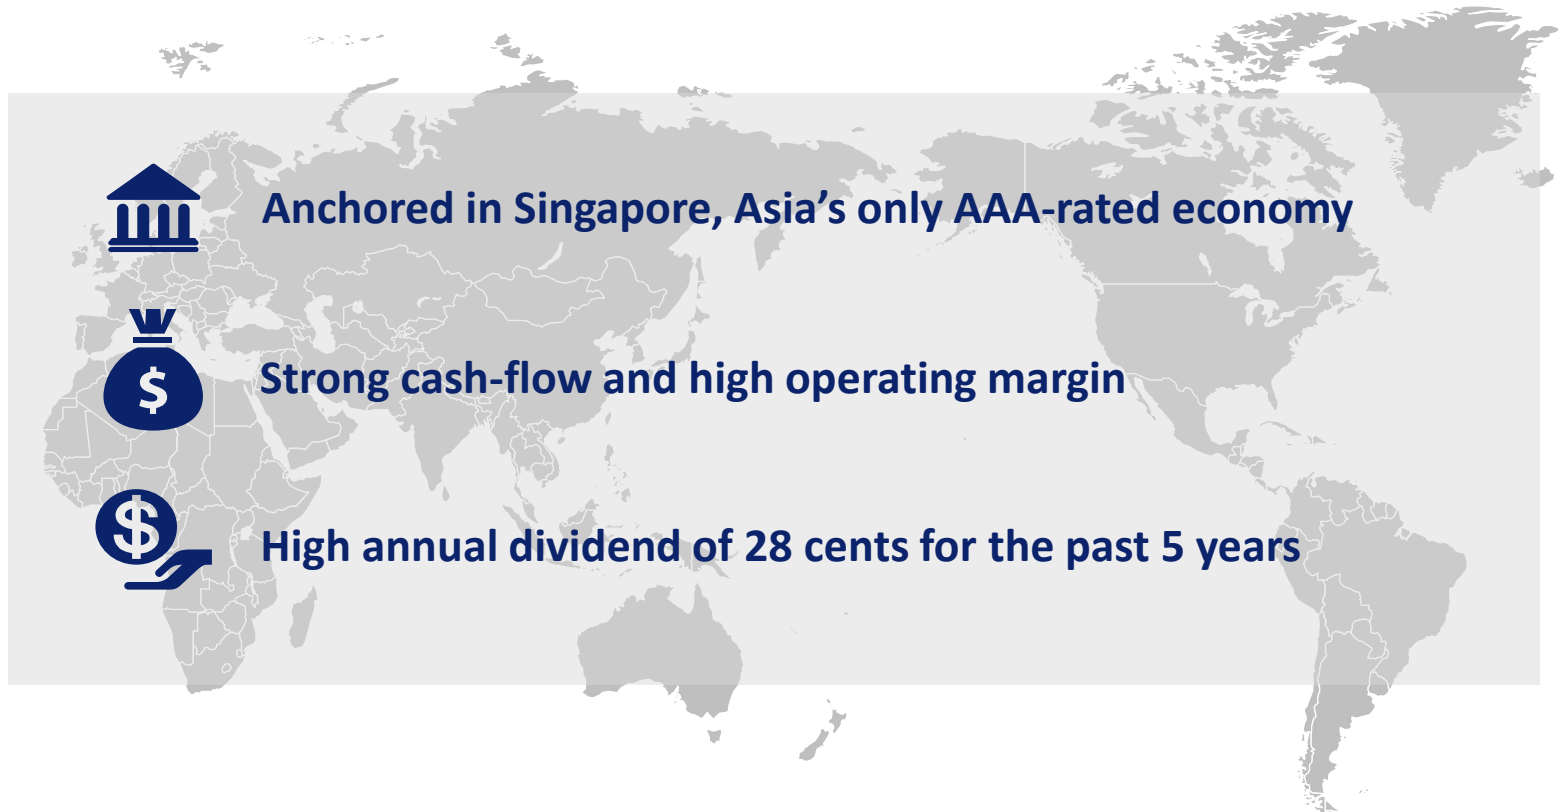 Anchored in Singapore, Asia’s only AAA-rated economy
$
Strong cash-flow and high operating margin
$
High annual dividend of 28 cents for the past 5 years